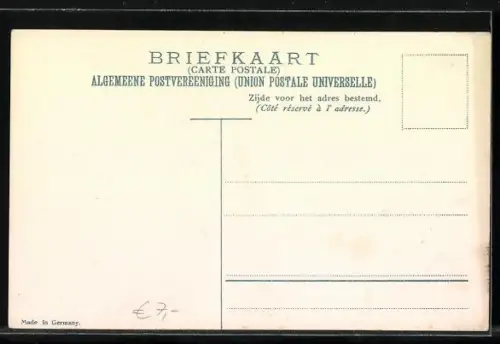 BRIEFKAART
(CARTE POSTALE)
ALGEMEENE POSTVEREENIGING (UNION POSTALE UNIVERSELLE)
Zijde voor het adres bestemd.
(Côté réservé à l'adresse.)
€7,-
Made in Germany.